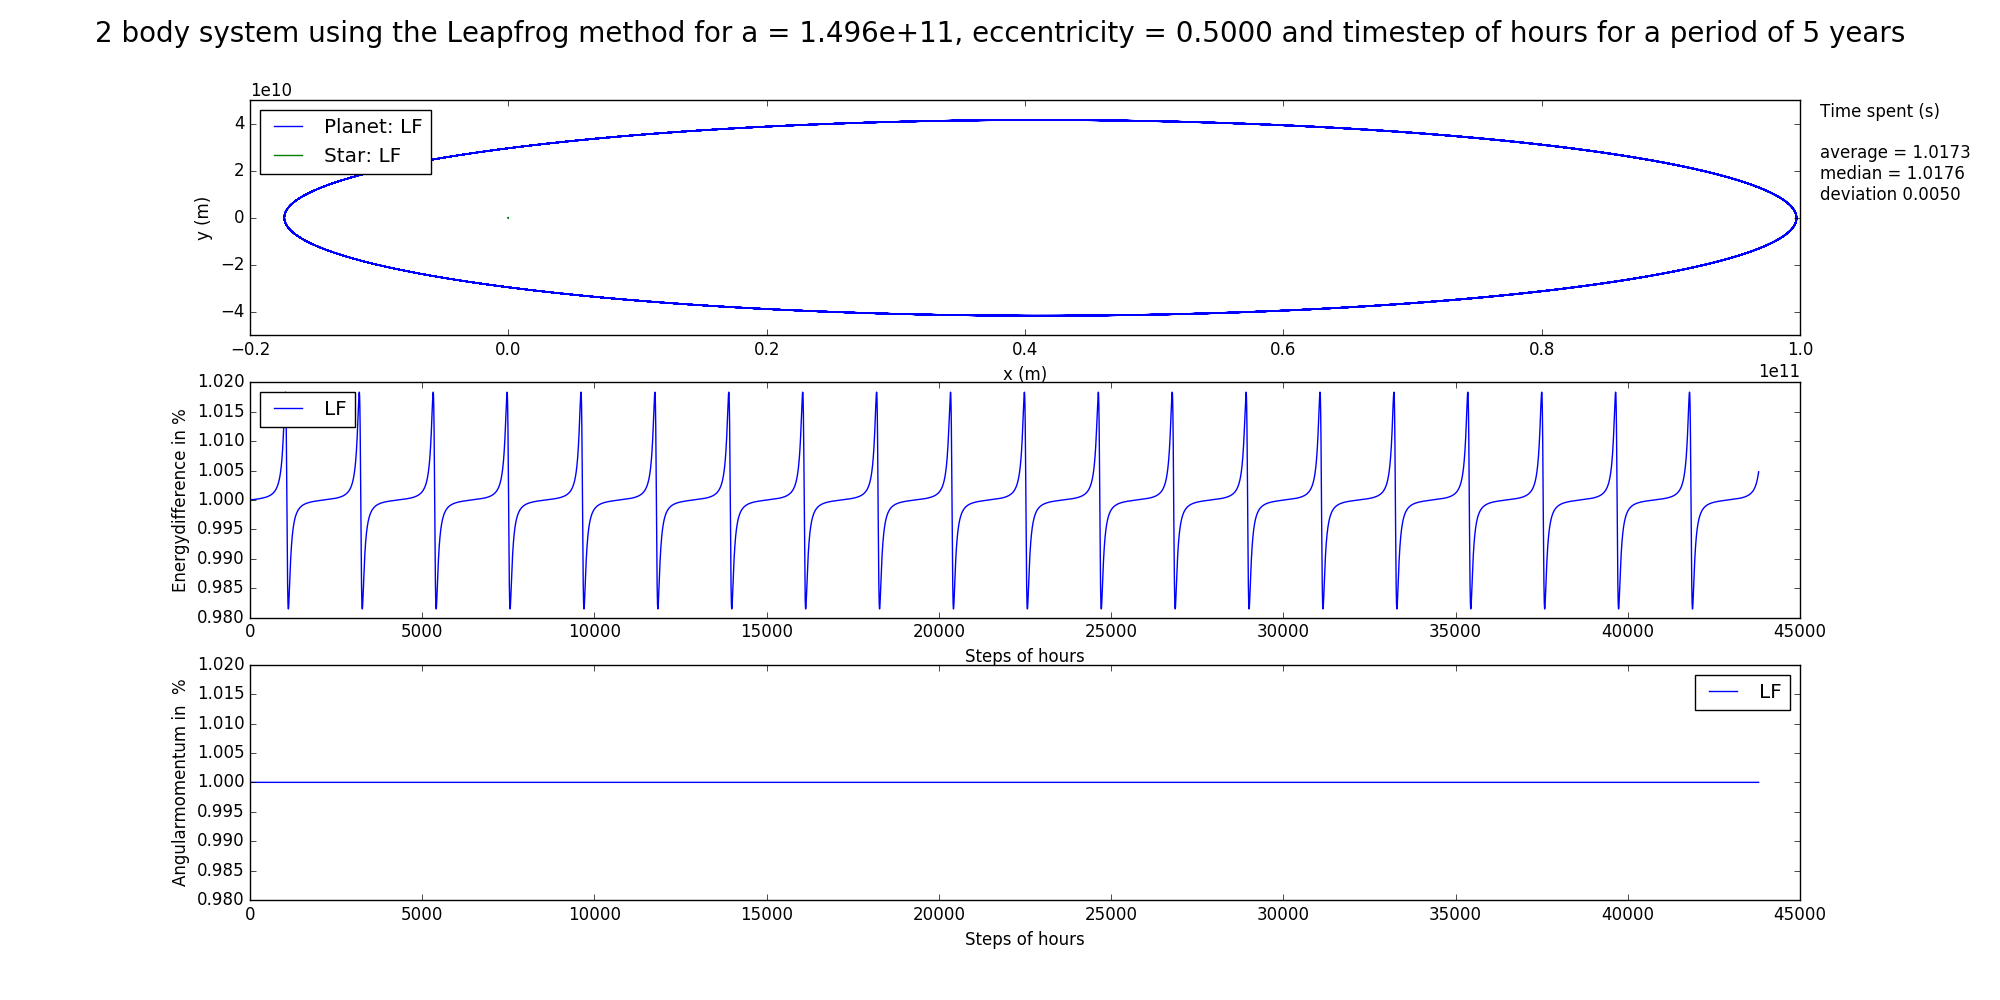 2 body system using the Leapfrog method for a = 1.496e+11, eccentricity = 0.5000 and timestep of hours for a period of 5 years
1e10
Planet: LF
Star: LF
4
2
0
−2
−4
y (m)
−0.2 0.0 0.2 0.4 0.6 0.8 1.0
x (m)
1e11
Time spent (s)
average = 1.0173
median = 1.0176
deviation 0.0050
LF
1.020
1.015
1.010
1.005
1.000
0.995
0.990
0.985
0.980
Energydifference in %
0 5000 10000 15000 20000 25000 30000 35000 40000 45000
Steps of hours
LF
1.020
1.015
1.010
1.005
1.000
0.995
0.990
0.985
0.980
Angularmomentum in %
0 5000 10000 15000 20000 25000 30000 35000 40000 45000
Steps of hours